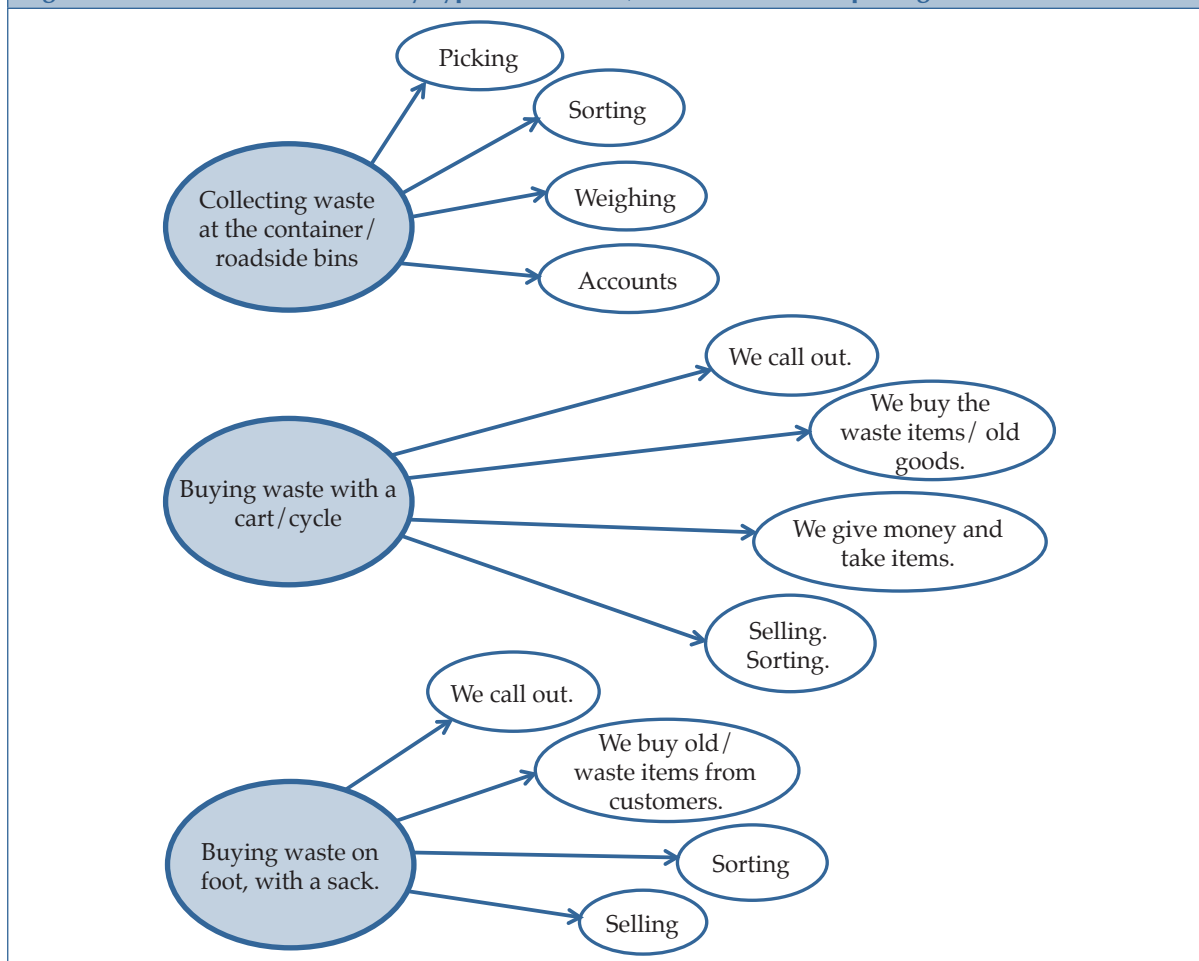 Picking
Sorting
Collecting waste
at the container/
roadside bins
Weighing
Accounts
We call out.
We buy the
waste items/ old
goods.
Buying waste with a
cart/cycle
We give money and
take items.
Selling.
Sorting.
We call out.
We buy old/
waste items from
customers.
Buying waste on
foot, with a sack.
Sorting
Selling